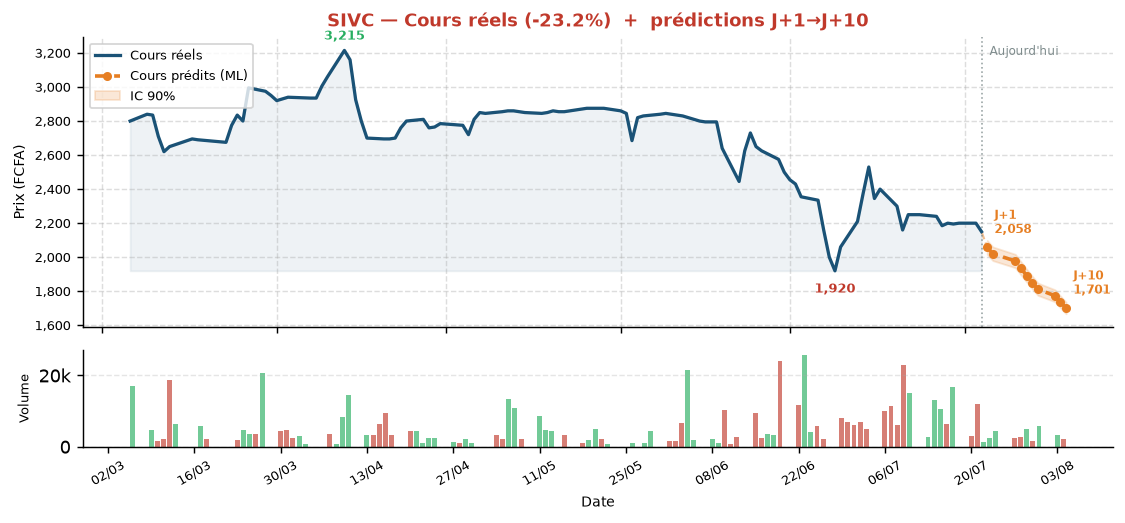 SIVC — Cours réels (-23.2%) + prédictions J+1→J+10
Prix (FCFA)
3,200
3,000
2,800
2,600
2,400
2,200
2,000
1,800
1,600
Cours réels
Cours prédits (ML)
IC 90%
3,215
1,920
Aujourd'hui
J+1
2,058
J+10
1,701
Volume
20k
0
02/03
16/03
30/03
13/04
27/04
11/05
25/05
08/06
22/06
06/07
20/07
03/08
Date